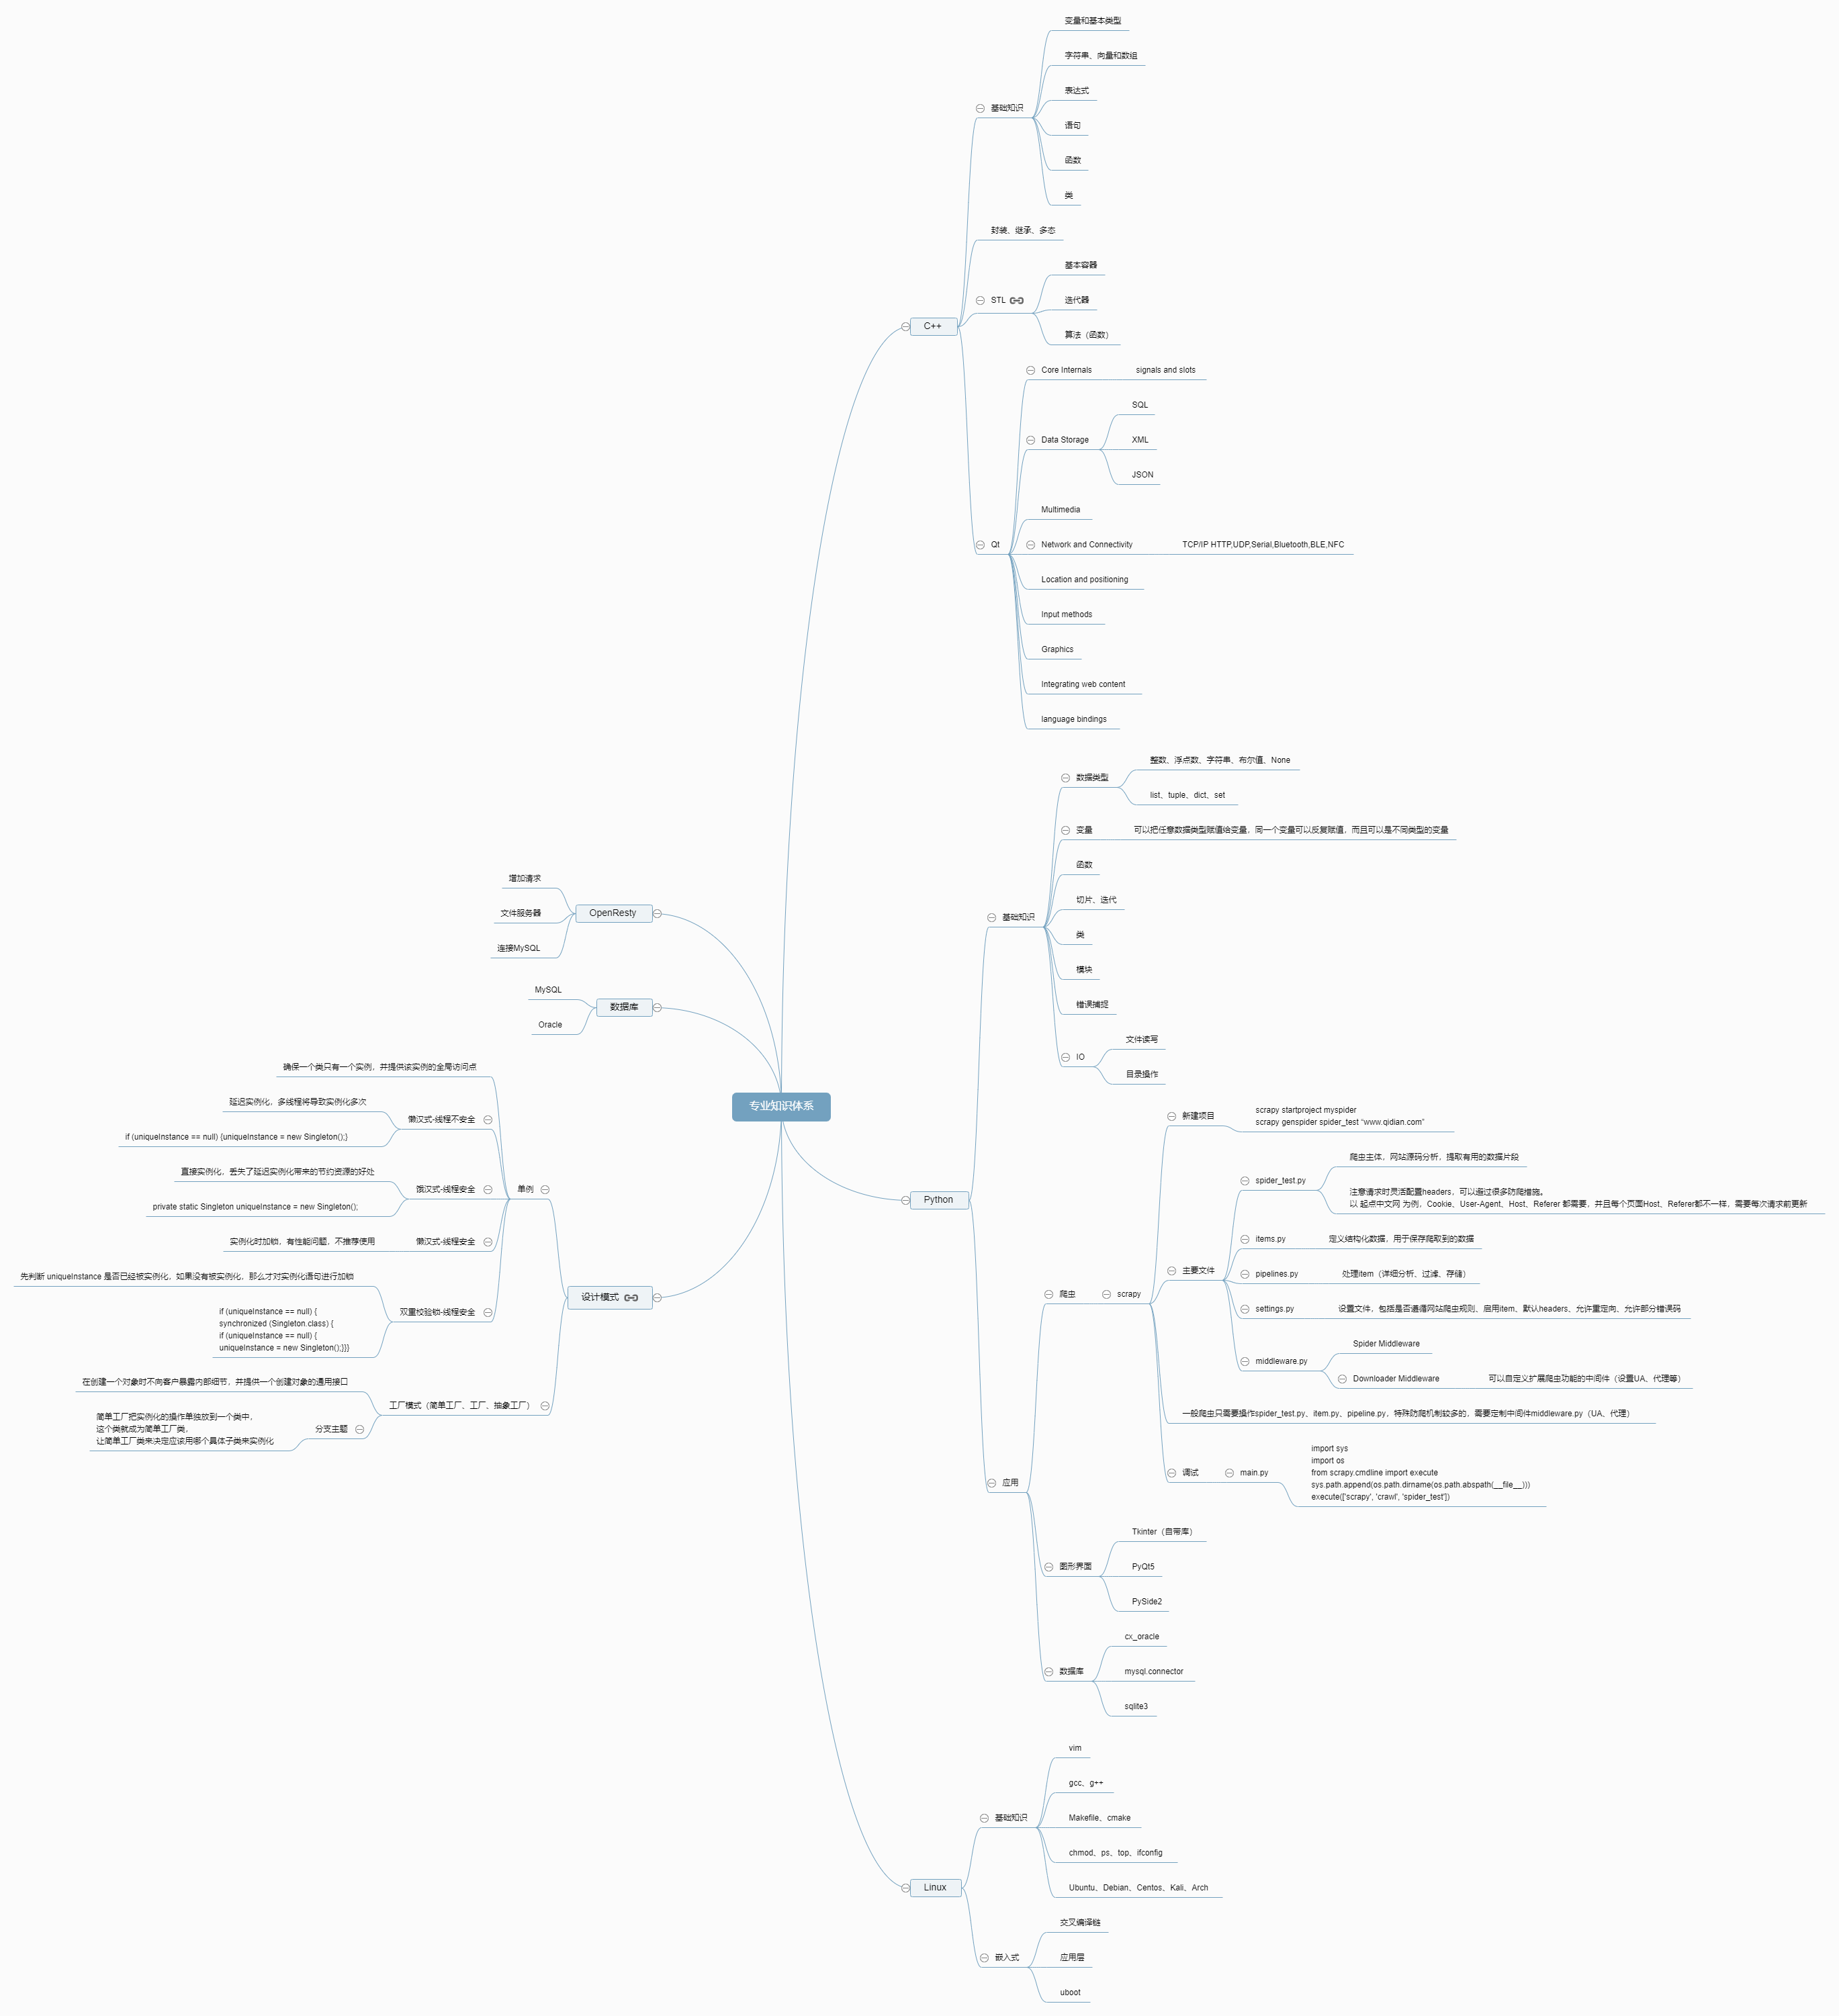 专业知识体系
C++
基础知识
变量和基本类型
字符串、向量和数组
表达式
语句
函数
类
封装、继承、多态
STL
基本容器
迭代器
算法（函数）
Qt
Core Internals
signals and slots
Data Storage
SQL
XML
JSON
Multimedia
Network and Connectivity
TCP/IP HTTP,UDP,Serial,Bluetooth,BLE,NFC
Location and positioning
Input methods
Graphics
Integrating web content
language bindings
Python
基础知识
数据类型
整数、浮点数、字符串、布尔值、None
list、tuple、dict、set
变量
可以把任意数据类型赋值给变量，同一个变量可以反复赋值，而且可以是不同类型的变量
函数
切片、迭代
类
模块
错误捕捉
IO
文件读写
目录操作
应用
爬虫
scrapy
新建项目
scrapy startproject myspider
scrapy genspider spider_test “www.qidian.com”
主要文件
spider_test.py
爬虫主体，网站源码分析，提取有用的数据片段
注意请求时灵活配置headers，可以避过很多防爬措施。
以 起点中文网 为例，Cookie、User-Agent、Host、Referer 都需要，并且每个页面Host、Referer都不一样，需要每次请求前更新
items.py
定义结构化数据，用于保存爬取到的数据
pipelines.py
处理item（详细分析、过滤、存储）
settings.py
设置文件，包括是否遵循网站爬虫规则、启用item、默认headers、允许重定向、允许部分错误码
middleware.py
Spider Middleware
Downloader Middleware
可以自定义扩展爬虫功能的中间件（设置UA、代理等）
一般爬虫只需要操作spider_test.py、item.py、pipeline.py，特殊防爬机制较多的，需要定制中间件middleware.py（UA、代理）
调试
main.py
import sys
import os
from scrapy.cmdline import execute
sys.path.append(os.path.dirname(os.path.abspath(__file__)))
execute(['scrapy', 'crawl', 'spider_test'])
图形界面
Tkinter（自带库）
PyQt5
PySide2
数据库
cx_oracle
mysql.connector
sqlite3
Linux
基础知识
vim
gcc、g++
Makefile、cmake
chmod、ps、top、ifconfig
Ubuntu、Debian、Centos、Kali、Arch
嵌入式
交叉编译链
应用层
uboot
OpenResty
增加请求
文件服务器
连接MySQL
数据库
MySQL
Oracle
设计模式
单例
确保一个类只有一个实例，并提供该实例的全局访问点
懒汉式-线程不安全
延迟实例化，多线程将导致实例化多次
if (uniqueInstance == null) {uniqueInstance = new Singleton();}
饿汉式-线程安全
直接实例化，丢失了延迟实例化带来的节约资源的好处
private static Singleton uniqueInstance = new Singleton();
懒汉式-线程安全
实例化时加锁，有性能问题，不推荐使用
双重校验锁-线程安全
先判断 uniqueInstance 是否已经被实例化，如果没有被实例化，那么才对实例化语句进行加锁
if (uniqueInstance == null) {
synchronized (Singleton.class) {
if (uniqueInstance == null) {
uniqueInstance = new Singleton();}}}
工厂模式（简单工厂、工厂、抽象工厂）
在创建一个对象时不向客户暴露内部细节，并提供一个创建对象的通用接口
分支主题
简单工厂把实例化的操作单独放到一个类中，
这个类就成为简单工厂类，
让简单工厂类来决定应该用哪个具体子类来实例化